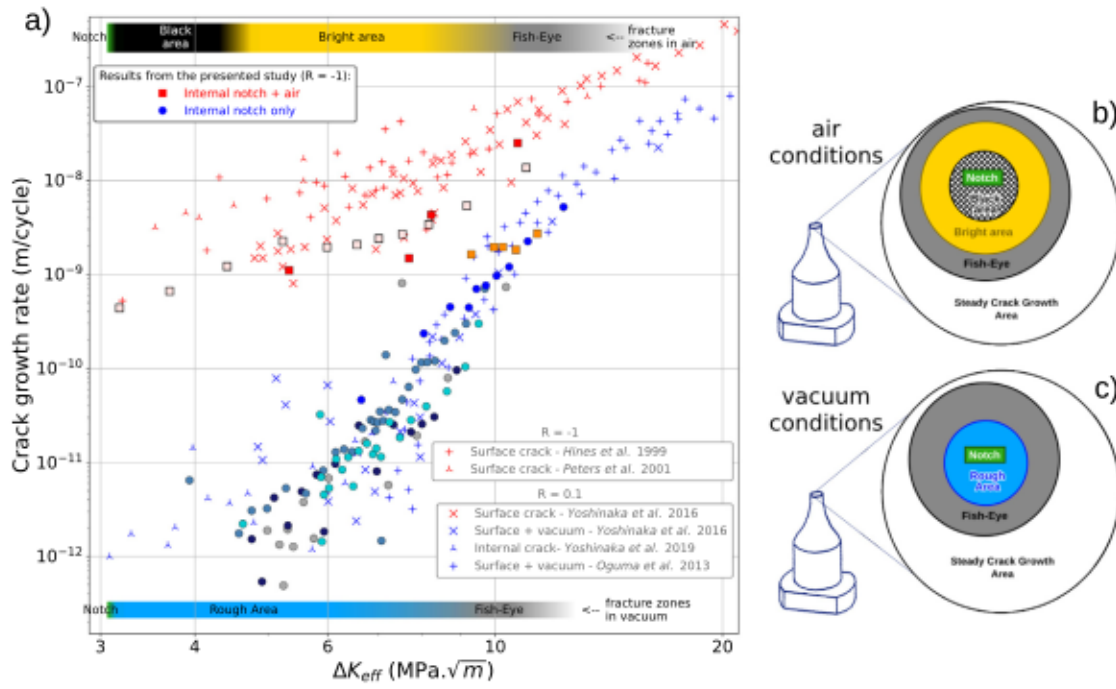 a)
Notch
Black
area
Bright area
Fish-Eye
<-- fracture
zones in air
Results from the presented study (R = -1):
Internal notch + air
Internal notch only
10⁻⁷
10⁻⁸
10⁻⁹
10⁻¹⁰
10⁻¹¹
10⁻¹²
Crack growth rate (m/cycle)
R = -1
Surface crack - Hines et al. 1999
Surface crack - Peters et al. 2001
R = 0.1
Surface crack - Yoshinaka et al. 2016
Surface + vacuum - Yoshinaka et al. 2016
Internal crack- Yoshinaka et al. 2019
Surface + vacuum - Oguma et al. 2013
Notch
Rough Area
Fish-Eye
<-- fracture zones
in vacuum
3
4
6
10
20
ΔK_eff (MPa.√m)
b)
air
conditions
Notch
Bright area
Fish-Eye
Steady Crack Growth
Area
c)
vacuum
conditions
Notch
Rough
Area
Fish-Eye
Steady Crack Growth
Area